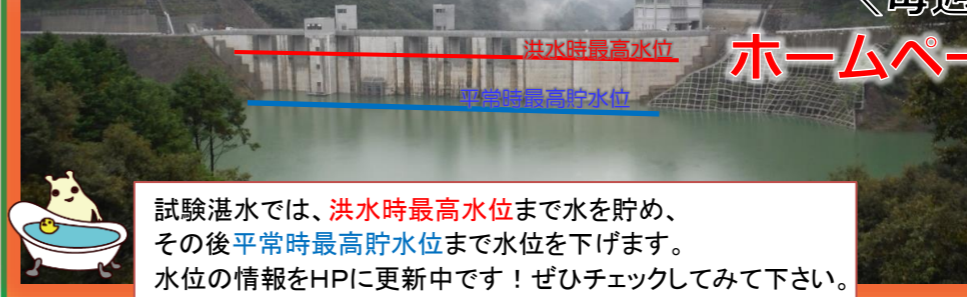 ＼毎週
ホームペー
洪水時最高水位
平常時最高貯水位
試験湛水では、洪水時最高水位まで水を貯め、
その後平常時最高貯水位まで水位を下げます。
水位の情報をHPに更新中です！ぜひチェックしてみて下さい。